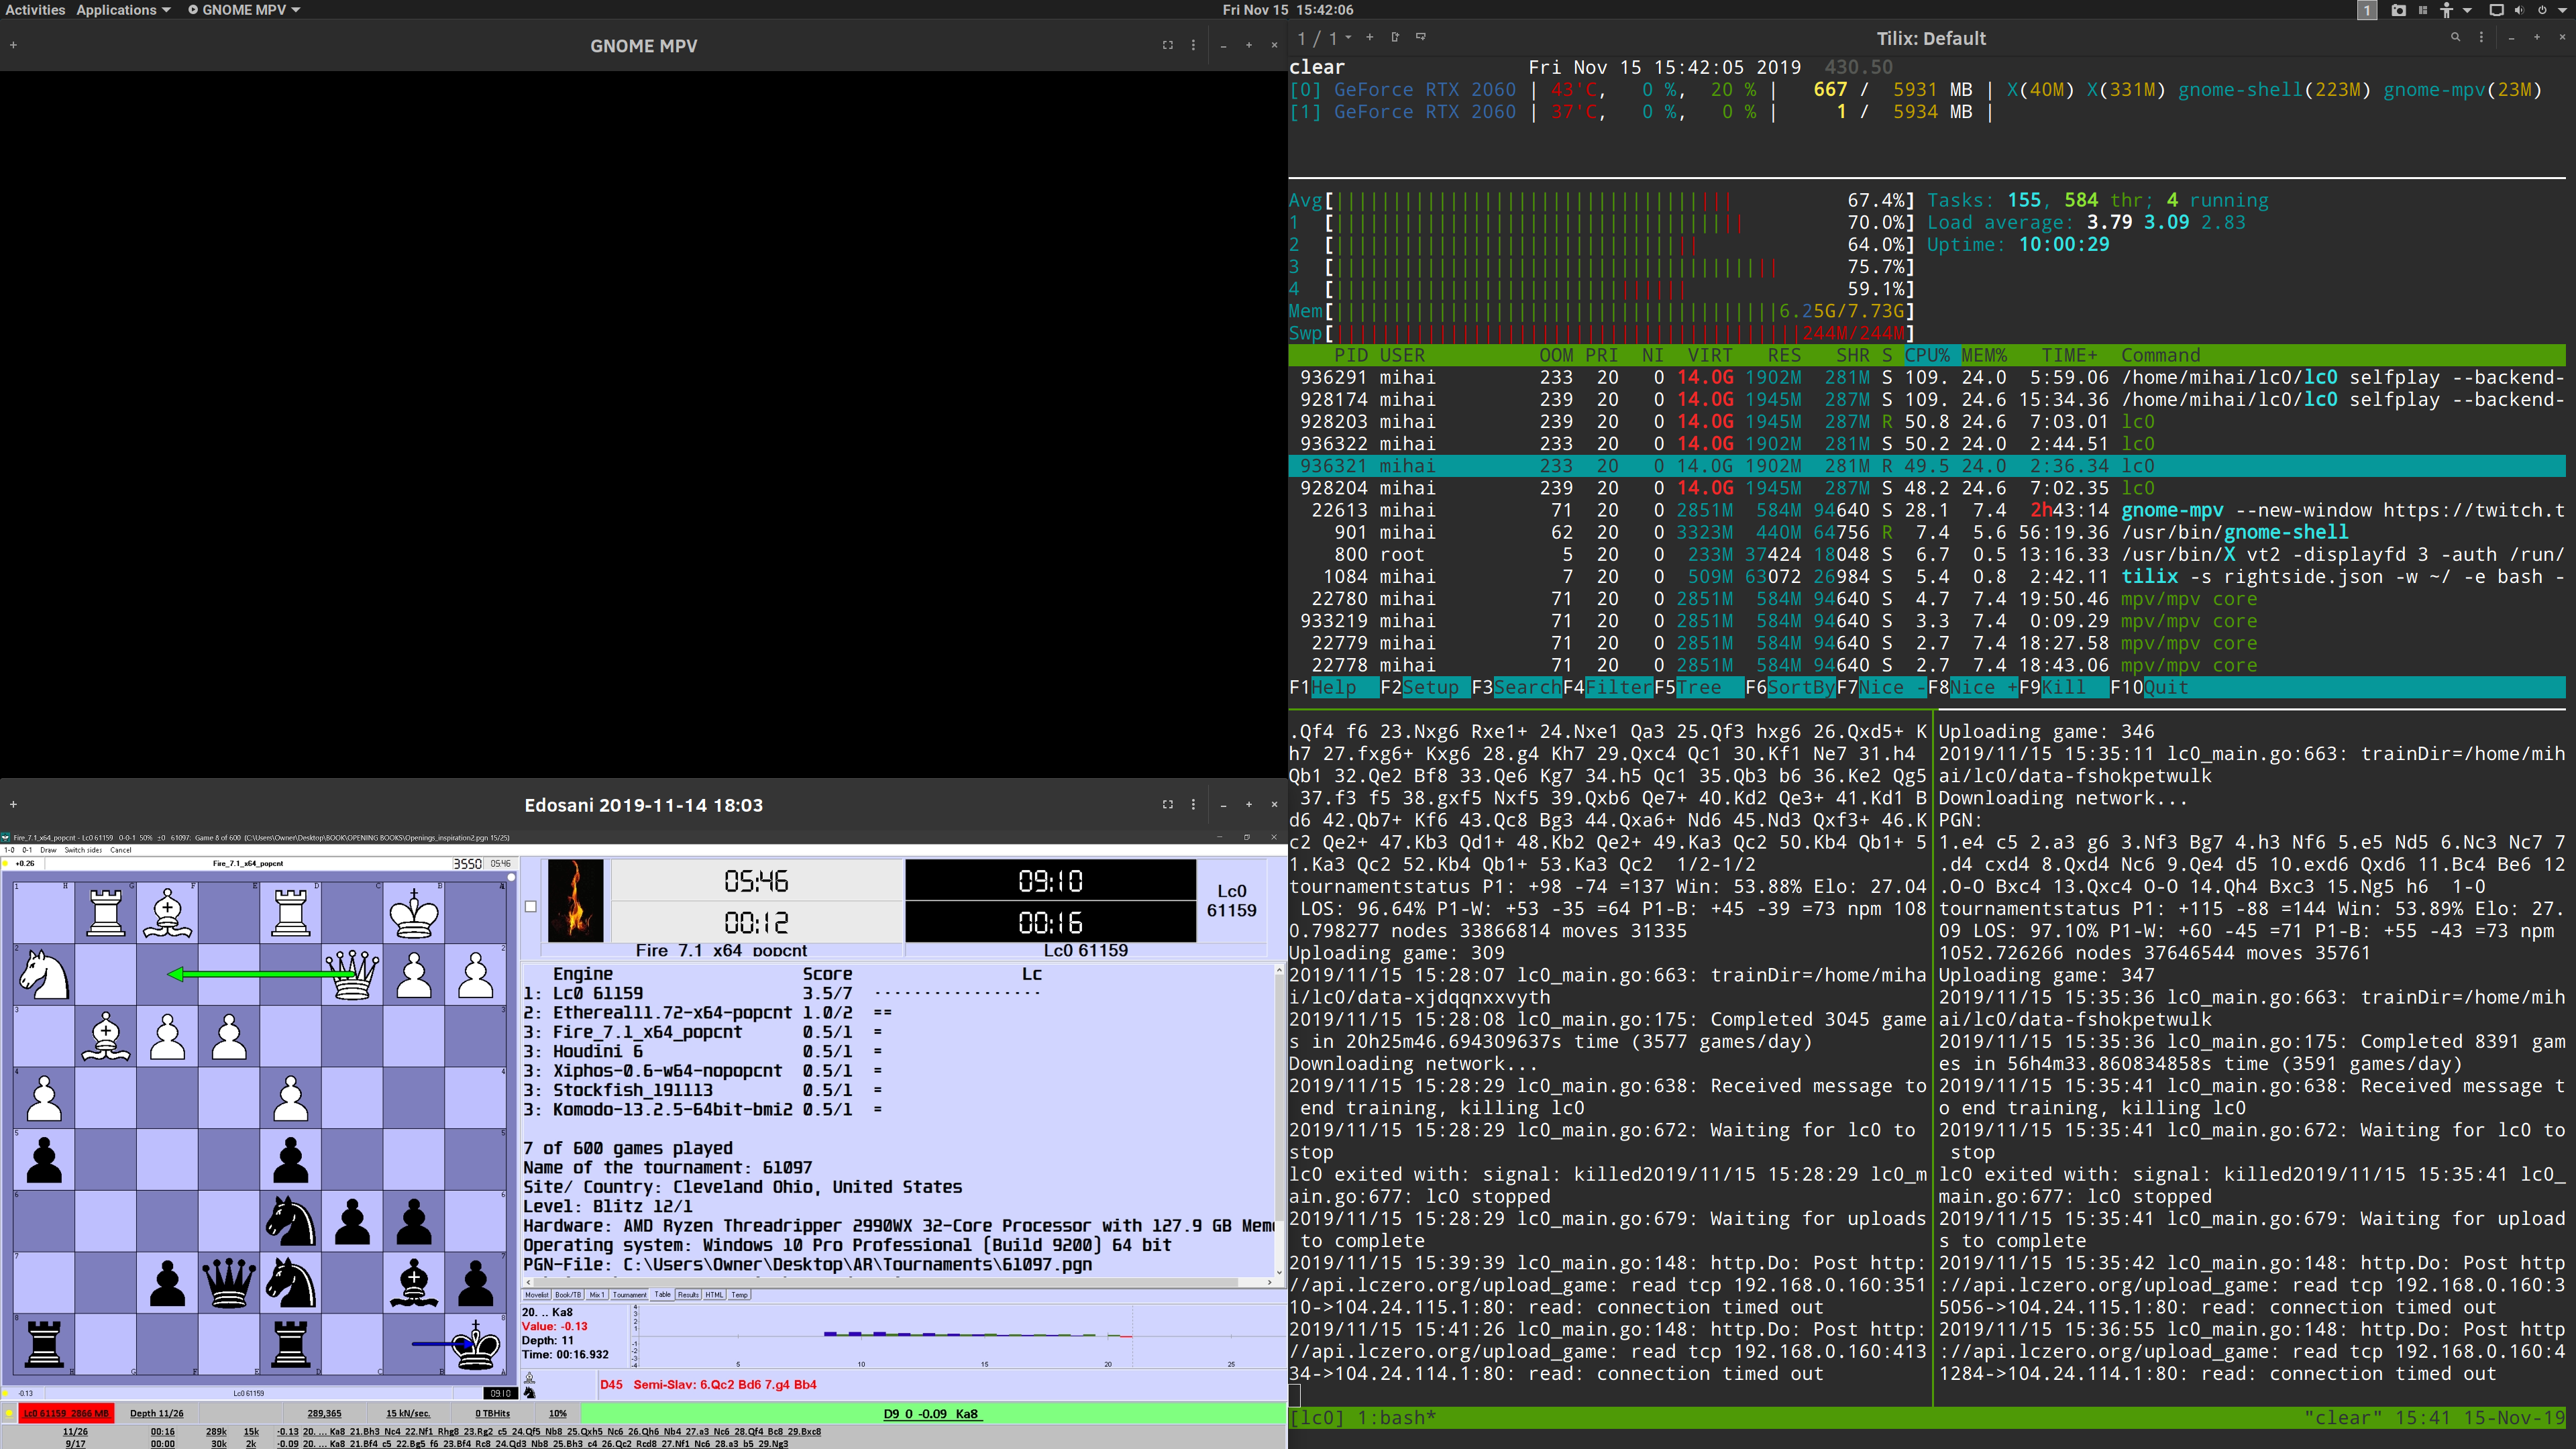 Activities Applications GNOME MPV Fri Nov 15 15:42:06 1
GNOME MPV
1 / 1 Tilix: Default
clear Fri Nov 15 15:42:05 2019 430.50
[0] GeForce RTX 2060 | 43'C, 0 %, 20 % | 667 / 5931 MB | X(40M) X(331M) gnome-shell(223M) gnome-mpv(23M)
[1] GeForce RTX 2060 | 37'C, 0 %, 0 % | 1 / 5934 MB |
Avg[ 67.4%] Tasks: 155, 584 thr; 4 running
1 [ 70.0%] Load average: 3.79 3.09 2.83
2 [ 64.0%] Uptime: 10:00:29
3 [ 75.7%]
4 [ 59.1%]
Mem[ 6.25G/7.73G]
Swp[ 244M/244M]
PID USER OOM PRI NI VIRT RES SHR S CPU% MEM% TIME+ Command
936291 mihai 233 20 0 14.0G 1902M 281M S 109. 24.0 5:59.06 /home/mihai/lc0/lc0 selfplay --backend-
928174 mihai 239 20 0 14.0G 1945M 287M S 109. 24.6 15:34.36 /home/mihai/lc0/lc0 selfplay --backend-
928203 mihai 239 20 0 14.0G 1945M 287M R 50.8 24.6 7:03.01 lc0
936322 mihai 233 20 0 14.0G 1902M 281M S 50.2 24.0 2:44.51 lc0
936321 mihai 233 20 0 14.0G 1902M 281M R 49.5 24.0 2:36.34 lc0
928204 mihai 239 20 0 14.0G 1945M 287M S 48.2 24.6 7:02.35 lc0
22613 mihai 71 20 0 2851M 584M 94640 S 28.1 7.4 2h43:14 gnome-mpv --new-window https://twitch.t
901 mihai 62 20 0 3323M 440M 64756 R 7.4 5.6 56:19.36 /usr/bin/gnome-shell
800 root 5 20 0 233M 37424 18048 S 6.7 0.5 13:16.33 /usr/bin/X vt2 -displayfd 3 -auth /run/
1084 mihai 7 20 0 509M 63072 26984 S 5.4 0.8 2:42.11 tilix -s rightside.json -w ~/ -e bash -
22780 mihai 71 20 0 2851M 584M 94640 S 4.7 7.4 19:50.46 mpv/mpv core
933219 mihai 71 20 0 2851M 584M 94640 S 3.3 7.4 0:09.29 mpv/mpv core
22779 mihai 71 20 0 2851M 584M 94640 S 2.7 7.4 18:27.58 mpv/mpv core
22778 mihai 71 20 0 2851M 584M 94640 S 2.7 7.4 18:43.06 mpv/mpv core
F1Help F2Setup F3SearchF4FilterF5Tree F6SortByF7Nice -F8Nice +F9Kill F10Quit
.Qf4 f6 23.Nxg6 Rxe1+ 24.Nxe1 Qa3 25.Qf3 hxg6 26.Qxd5+ K
h7 27.fxg6+ Kxg6 28.g4 Kh7 29.Qxc4 Qc1 30.Kf1 Ne7 31.h4
Qb1 32.Qe2 Bf8 33.Qe6 Kg7 34.h5 Qc1 35.Qb3 b6 36.Ke2 Qg5
37.f3 f5 38.gxf5 Nxf5 39.Qxb6 Qe7+ 40.Kd2 Qe3+ 41.Kd1 B
d6 42.Qb7+ Kf6 43.Qc8 Bg3 44.Qxa6+ Nd6 45.Nd3 Qxf3+ 46.K
c2 Qe2+ 47.Kb3 Qd1+ 48.Kb2 Qe2+ 49.Ka3 Qc2 50.Kb4 Qb1+ 5
1.Ka3 Qc2 52.Kb4 Qb1+ 53.Ka3 Qc2 1/2-1/2
tournamentstatus P1: +98 -74 =137 Win: 53.88% Elo: 27.04
LOS: 96.64% P1-W: +53 -35 =64 P1-B: +45 -39 =73 npm 108
0.798277 nodes 33866814 moves 31335
Uploading game: 309
2019/11/15 15:28:07 lc0_main.go:663: trainDir=/home/miha
i/lc0/data-xjdqqnxxvyth
2019/11/15 15:28:08 lc0_main.go:175: Completed 3045 game
s in 20h25m46.694309637s time (3577 games/day)
Downloading network...
2019/11/15 15:28:29 lc0_main.go:638: Received message to
end training, killing lc0
2019/11/15 15:28:29 lc0_main.go:672: Waiting for lc0 to
stop
lc0 exited with: signal: killed2019/11/15 15:28:29 lc0_m
ain.go:677: lc0 stopped
2019/11/15 15:28:29 lc0_main.go:679: Waiting for uploads
to complete
2019/11/15 15:39:39 lc0_main.go:148: http.Do: Post http:
//api.lczero.org/upload_game: read tcp 192.168.0.160:351
10->104.24.115.1:80: read: connection timed out
2019/11/15 15:41:26 lc0_main.go:148: http.Do: Post http:
//api.lczero.org/upload_game: read tcp 192.168.0.160:413
34->104.24.114.1:80: read: connection timed out
Uploading game: 346
2019/11/15 15:35:11 lc0_main.go:663: trainDir=/home/mih
ai/lc0/data-fshokpetwulk
Downloading network...
PGN:
1.e4 c5 2.a3 g6 3.Nf3 Bg7 4.h3 Nf6 5.e5 Nd5 6.Nc3 Nc7 7
.d4 cxd4 8.Qxd4 Nc6 9.Qe4 d5 10.exd6 Qxd6 11.Bc4 Be6 12
.O-O Bxc4 13.Qxc4 O-O 14.Qh4 Bxc3 15.Ng5 h6 1-0
tournamentstatus P1: +115 -88 =144 Win: 53.89% Elo: 27.
09 LOS: 97.10% P1-W: +60 -45 =71 P1-B: +55 -43 =73 npm
1052.726266 nodes 37646544 moves 35761
Uploading game: 347
2019/11/15 15:35:36 lc0_main.go:663: trainDir=/home/mih
ai/lc0/data-fshokpetwulk
2019/11/15 15:35:36 lc0_main.go:175: Completed 8391 gam
es in 56h4m33.860834858s time (3591 games/day)
2019/11/15 15:35:41 lc0_main.go:638: Received message t
o end training, killing lc0
2019/11/15 15:35:41 lc0_main.go:672: Waiting for lc0 to
stop
lc0 exited with: signal: killed2019/11/15 15:35:41 lc0_
main.go:677: lc0 stopped
2019/11/15 15:35:41 lc0_main.go:679: Waiting for upload
s to complete
2019/11/15 15:35:42 lc0_main.go:148: http.Do: Post http
://api.lczero.org/upload_game: read tcp 192.168.0.160:3
5056->104.24.115.1:80: read: connection timed out
2019/11/15 15:36:55 lc0_main.go:148: http.Do: Post http
://api.lczero.org/upload_game: read tcp 192.168.0.160:4
1284->104.24.114.1:80: read: connection timed out
[lc0] 1:bash* "clear" 15:41 15-Nov-19
Edosani 2019-11-14 18:03
Fire_7.1_x64_popcnt - Lc0 61159 0-0-1 50% ±0 61097: Game 8 of 600 (C:\Users\Owner\Desktop\BOOK\OPENING BOOKS\Openings_inspiration2.pgn 15/25)
1-0 0-1 Draw Switch sides Cancel
+0.26 Fire_7.1_x64_popcnt 3550 05:46
05:46 09:10 Lc0
00:12 00:16 61159
Fire_7.1_x64_popcnt Lc0 61159
Engine Score Lc
1: Lc0 61159 3.5/7 -----------------
2: Ethereal11.72-x64-popcnt 1.0/2 ==
3: Fire_7.1_x64_popcnt 0.5/1 =
3: Houdini 6 0.5/1 =
3: Xiphos-0.6-w64-nopopcnt 0.5/1 =
3: Stockfish_191113 0.5/1 =
3: Komodo-13.2.5-64bit-bmi2 0.5/1 =
7 of 600 games played
Name of the tournament: 61097
Site/ Country: Cleveland Ohio, United States
Level: Blitz 12/1
Hardware: AMD Ryzen Threadripper 2990WX 32-Core Processor with 127.9 GB Mem
Operating system: Windows 10 Pro Professional (Build 9200) 64 bit
PGN-File: C:\Users\Owner\Desktop\AR\Tournaments\61097.pgn
Movelist Book/TB Mix 1 Tournament Table Results HTML Temp
20. .. Ka8
Value: -0.13
Depth: 11
Time: 00:16.932
5 10 15 20 25
D45 Semi-Slav: 6.Qc2 Bd6 7.g4 Bb4
-0.13 Lc0 61159 09:10
Lc0 61159 2866 MB Depth 11/26 289,365 15 kN/sec. 0 TBHits 10% D9 0 -0.09 Ka8
11/26 00:16 289k 15k -0.13 20. ... Ka8 21.Bh3 Nc4 22.Nf1 Rhg8 23.Rg2 c5 24.Qf5 Nb8 25.Qxh5 Nc6 26.Qh6 Nb4 27.a3 Nc6 28.Qf4 Bc8 29.Bxc8
9/17 00:00 30k 2k -0.09 20. ... Ka8 21.Bf4 c5 22.Bg5 f6 23.Bf4 Rc8 24.Qd3 Nb8 25.Bh3 c4 26.Qc2 Rcd8 27.Nf1 Nc6 28.a3 b5 29.Ng3